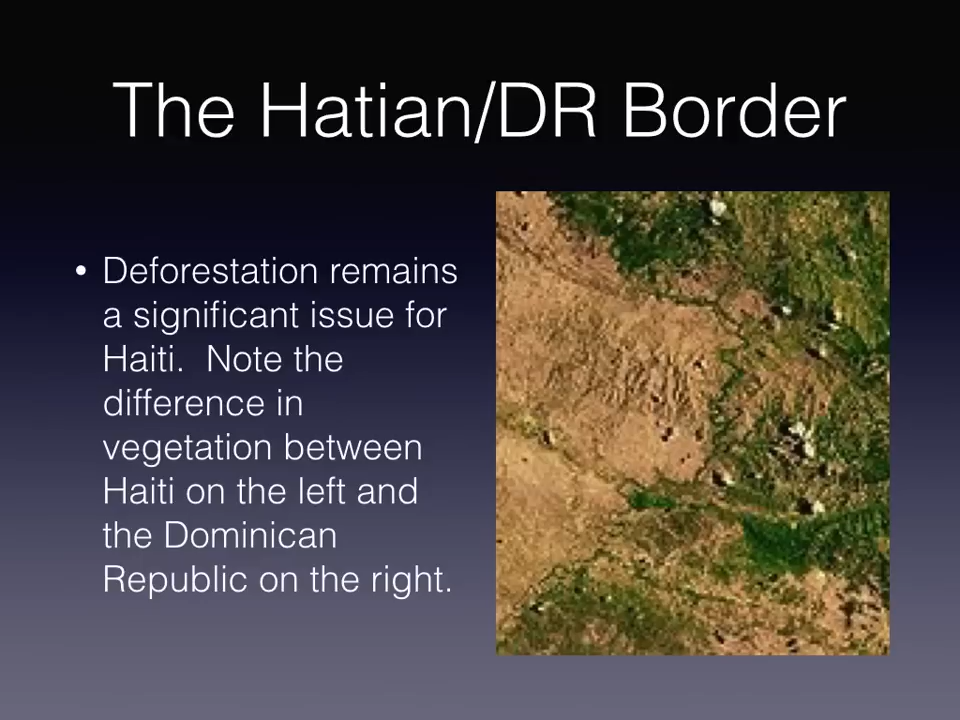 The Hatian/DR Border
• Deforestation remains
a significant issue for
Haiti.  Note the
difference in
vegetation between
Haiti on the left and
the Dominican
Republic on the right.